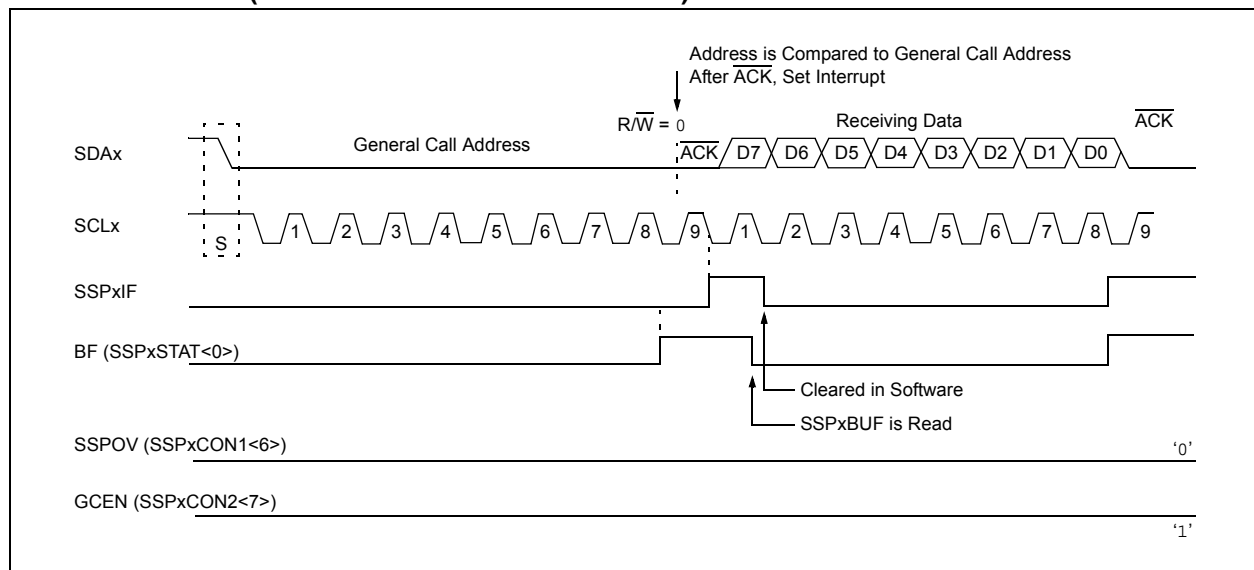 Address is Compared to General Call Address
After ACK, Set Interrupt
R/W = 0
Receiving Data
ACK
SDAx
General Call Address
ACK D7 D6 D5 D4 D3 D2 D1 D0
SCLx
S 1 2 3 4 5 6 7 8 9 1 2 3 4 5 6 7 8 9
SSPxIF
BF (SSPxSTAT<0>)
Cleared in Software
SSPxBUF is Read
SSPOV (SSPxCON1<6>)
‘0’
GCEN (SSPxCON2<7>)
‘1’